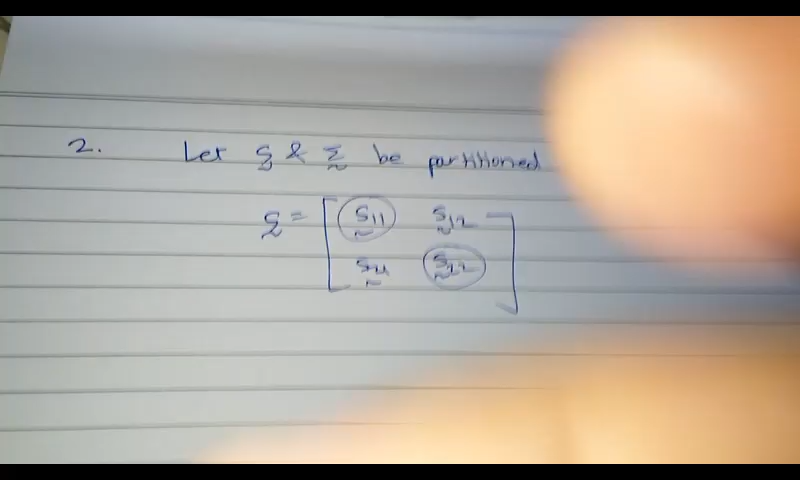 2. Let S & Σ be partitioned
S = [ S11 S12
S21 S22 ]